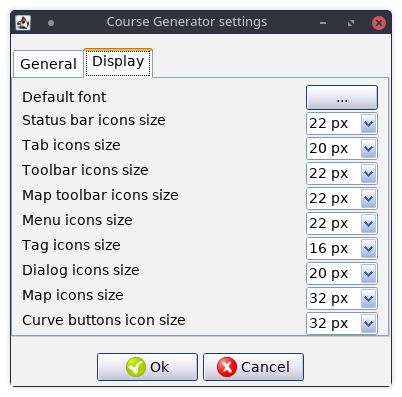 Course Generator settings
General Display
Default font ...
Status bar icons size 22 px
Tab icons size 20 px
Toolbar icons size 22 px
Map toolbar icons size 22 px
Menu icons size 22 px
Tag icons size 16 px
Dialog icons size 20 px
Map icons size 32 px
Curve buttons icon size 32 px
Ok Cancel